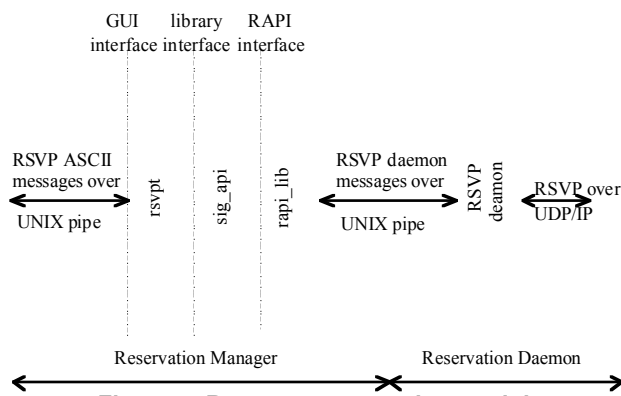 GUI interface
library interface
RAPI interface
RSVP ASCII
messages over
UNIX pipe
rsvpt
sig_api
rapi_lib
RSVP daemon
messages over
UNIX pipe
RSVP
deamon
RSVP over
UDP/IP
Reservation Manager
Reservation Daemon